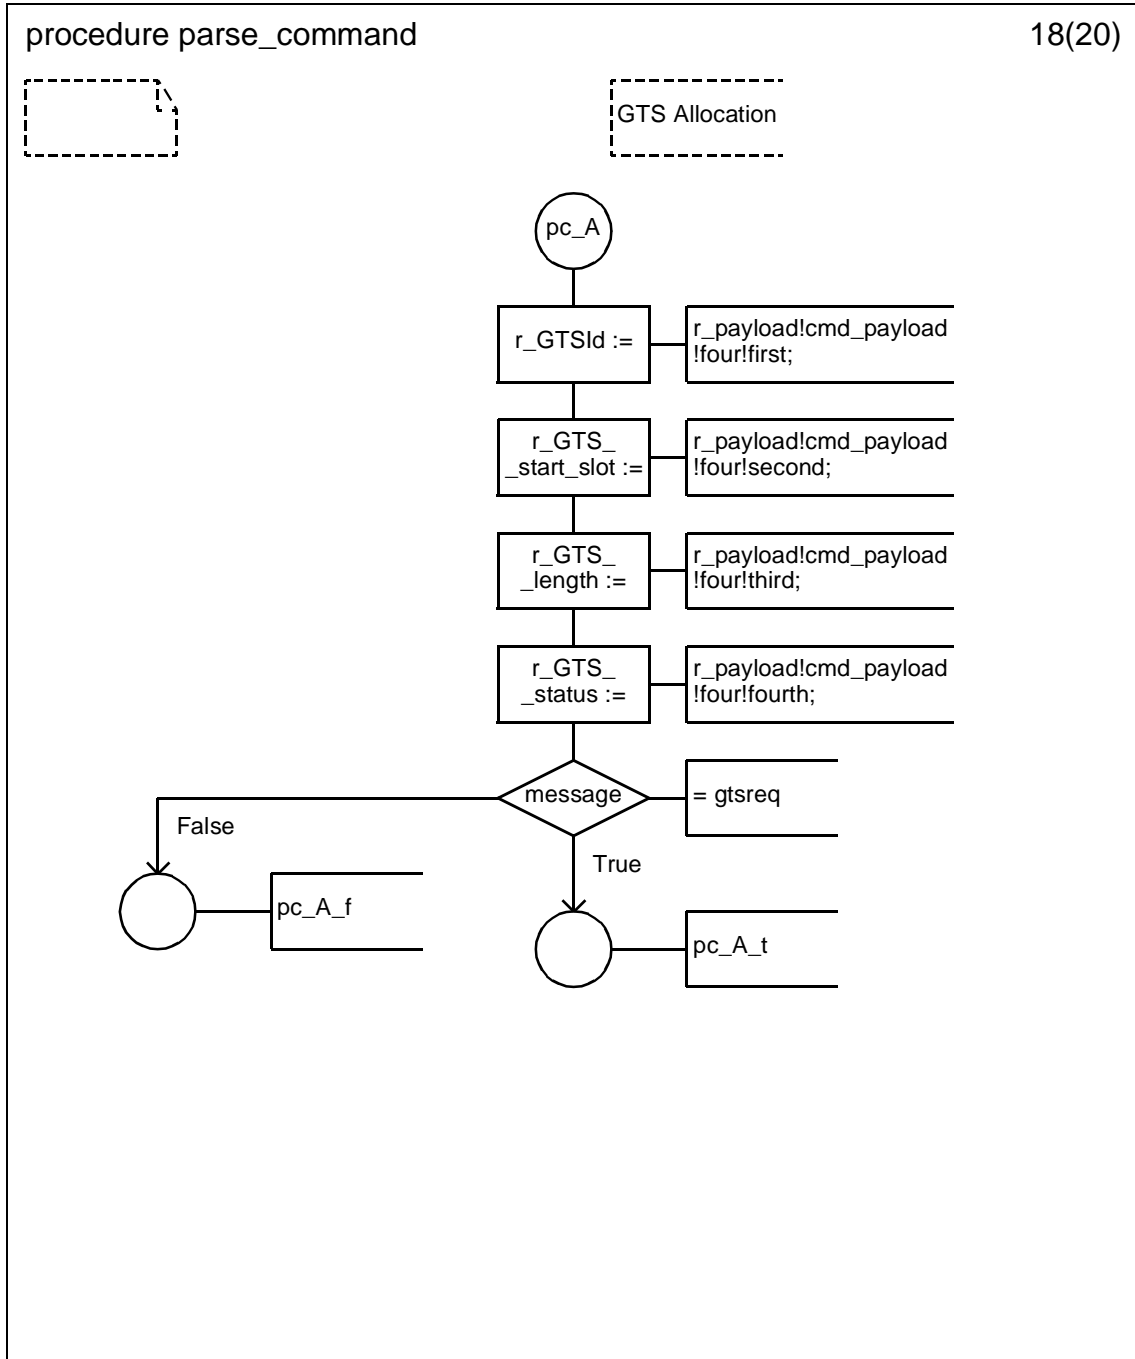 procedure parse_command
18(20)
GTS Allocation
pc_A
r_GTSId :=
r_payload!cmd_payload
!four!first;
r_GTS_
_start_slot :=
r_payload!cmd_payload
!four!second;
r_GTS_
_length :=
r_payload!cmd_payload
!four!third;
r_GTS_
_status :=
r_payload!cmd_payload
!four!fourth;
message
= gtsreq
False
True
pc_A_f
pc_A_t